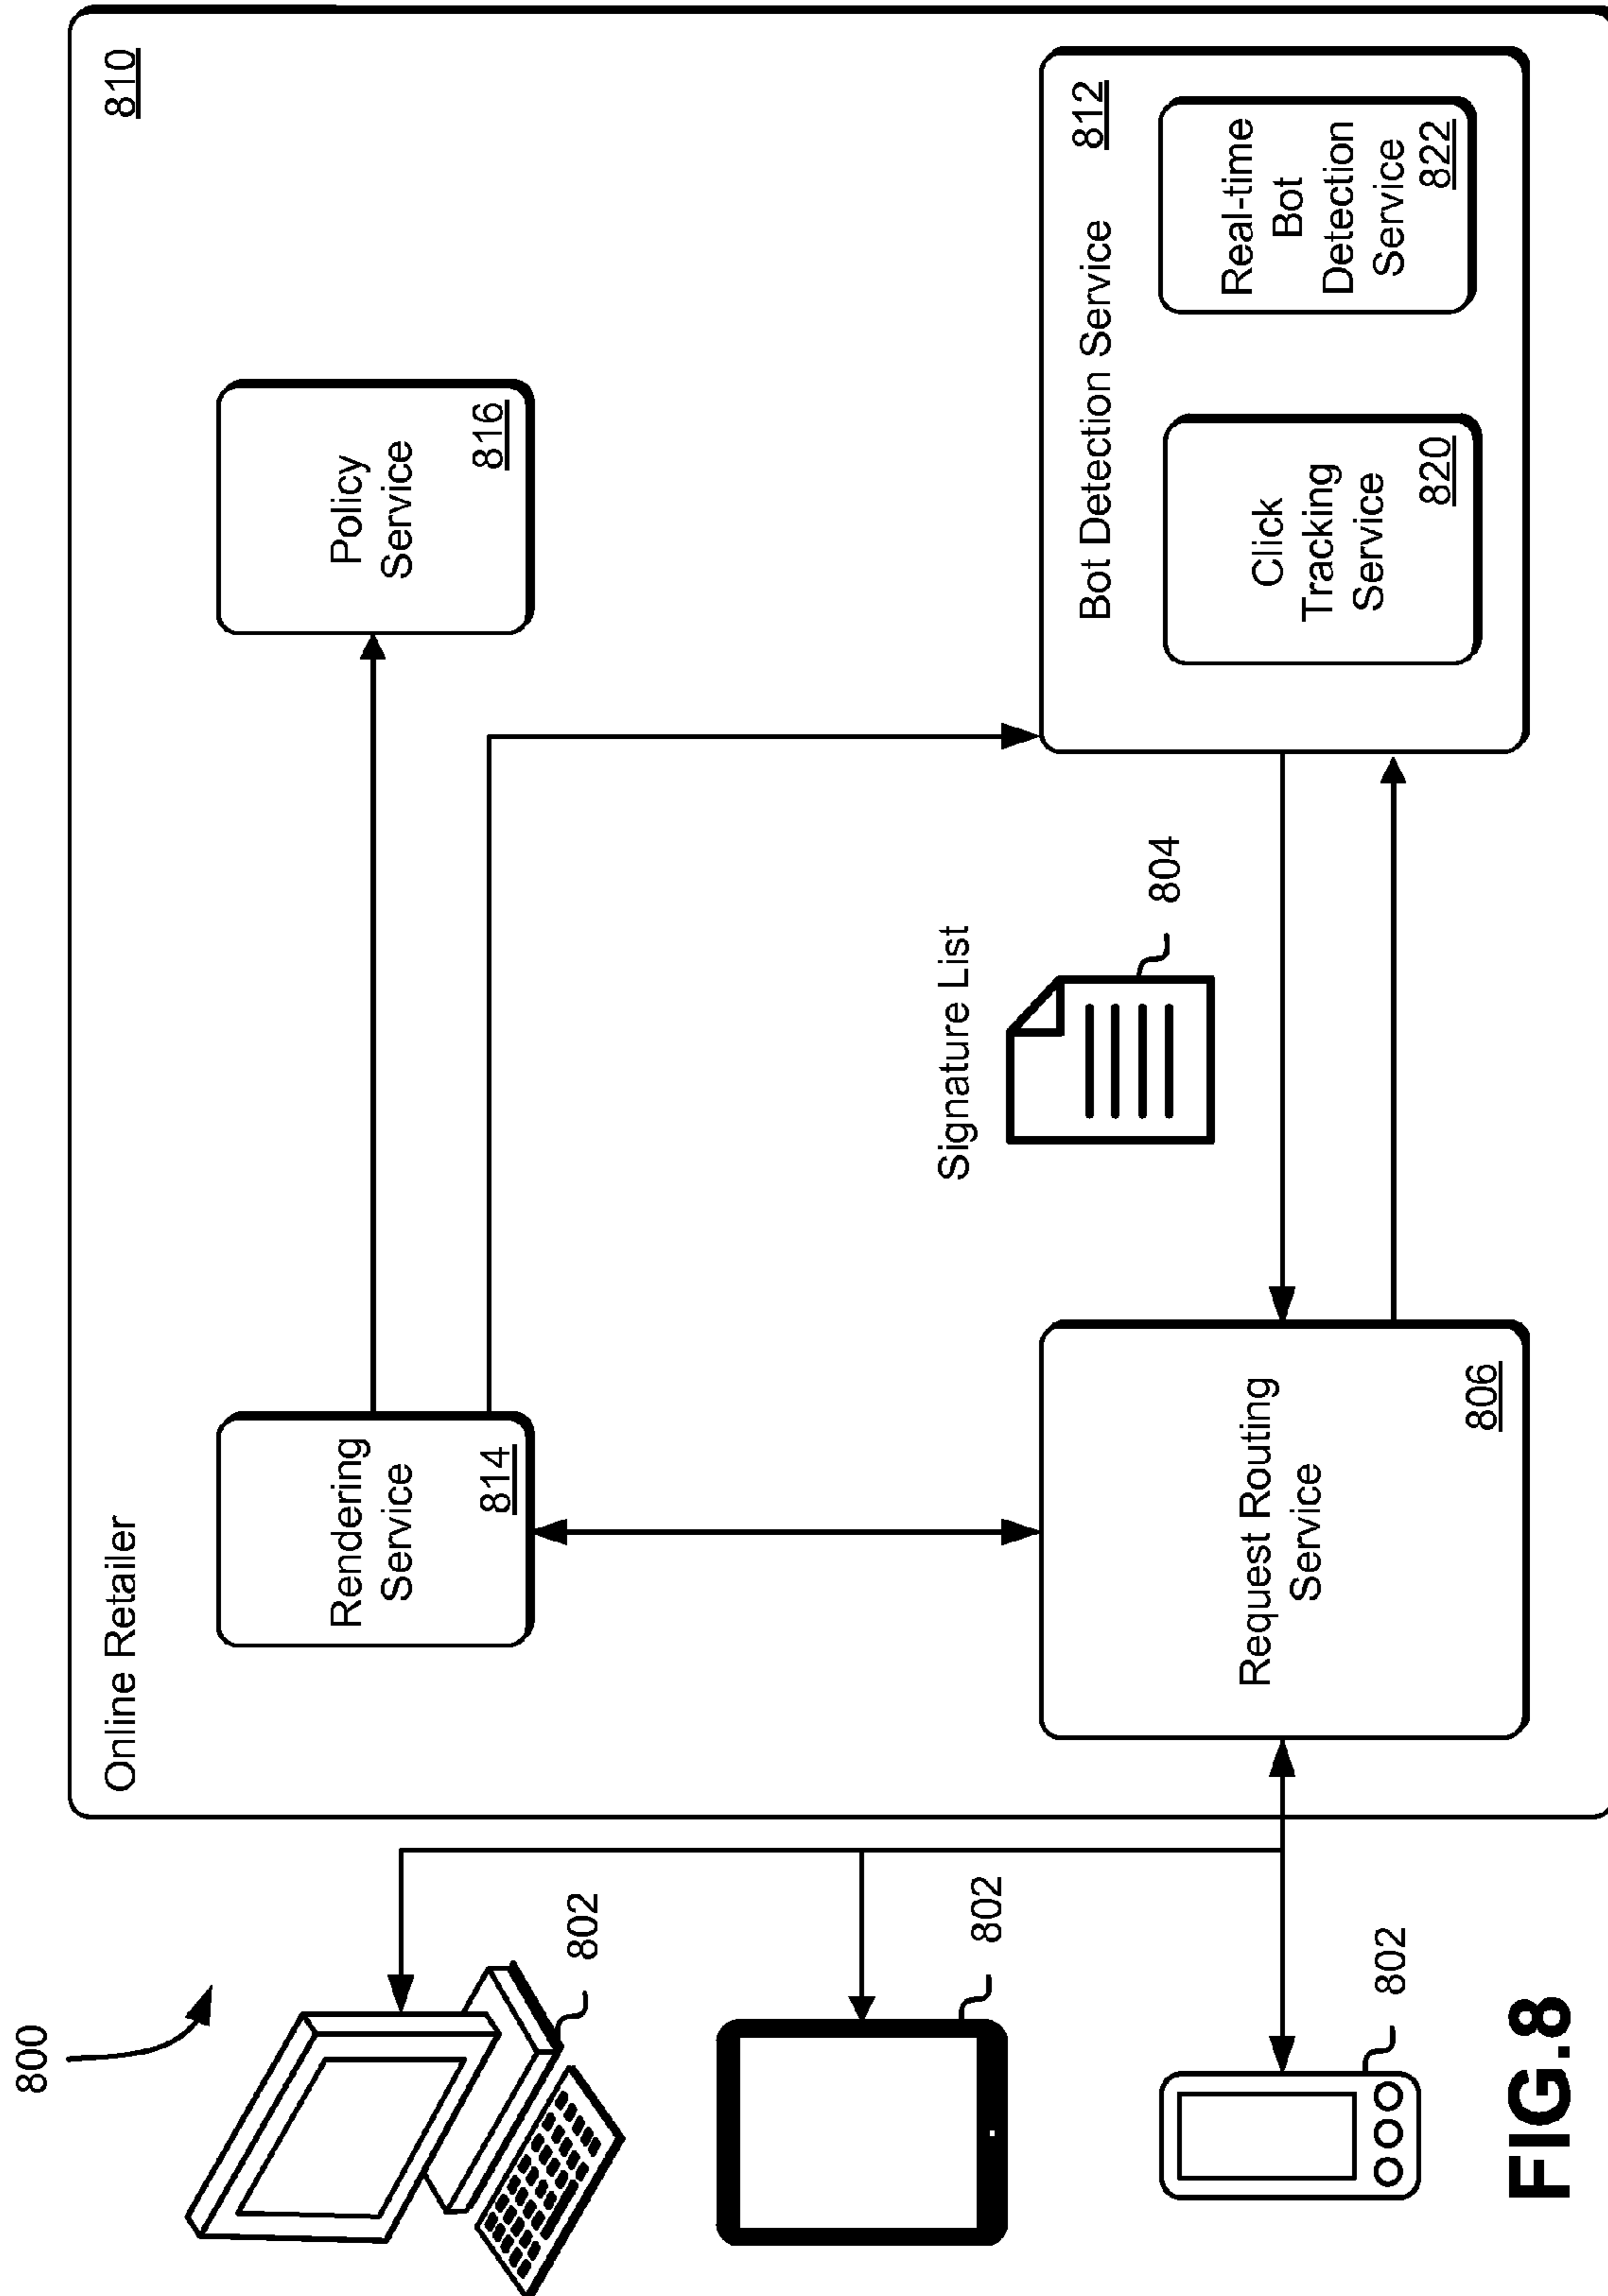 800
Online Retailer
810
Rendering
Service
814
Policy
Service
816
802
802
802
Signature List
804
Request Routing
Service
806
Bot Detection Service
812
Click
Tracking
Service
820
Real-time
Bot
Detection
Service
822
FIG.8